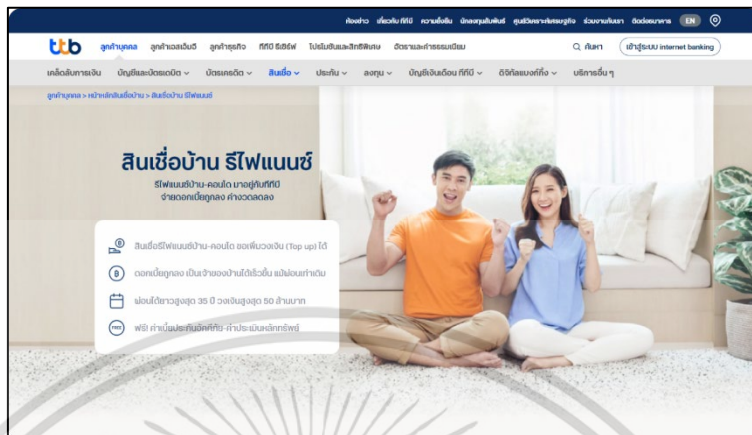 ห้องข่าว เกี่ยวกับ ทีทีบี ความยั่งยืน นักลงทุนสัมพันธ์ ศูนย์วิเคราะห์เศรษฐกิจ ร่วมงานกับเรา ติดต่อธนาคาร EN
ttb ลูกค้าบุคคล ลูกค้าเอสเอ็มอี ลูกค้าธุรกิจ ทีทีบี รีเซิร์ฟ โปรโมชันและสิทธิพิเศษ อัตราและค่าธรรมเนียม ค้นหา เข้าสู่ระบบ internet banking
เคล็ดลับการเงิน บัญชีและบัตรเดบิต บัตรเครดิต สินเชื่อ ประกัน ลงทุน บัญชีเงินเดือน ทีทีบี ดิจิทัลแบงก์กิ้ง บริการอื่น ๆ
ลูกค้าบุคคล > หน้าหลักสินเชื่อบ้าน > สินเชื่อบ้าน รีไฟแนนซ์
สินเชื่อบ้าน รีไฟแนนซ์
รีไฟแนนซ์บ้าน-คอนโด มาอยู่กับทีทีบี
จ่ายดอกเบี้ยถูกลง ค่างวดลดลง
สินเชื่อรีไฟแนนซ์บ้าน-คอนโด ขอเพิ่มวงเงิน (Top up) ได้
ดอกเบี้ยถูกลง เป็นเจ้าของบ้านได้เร็วขึ้น แม้ผ่อนเท่าเดิม
ผ่อนได้ยาวสูงสุด 35 ปี วงเงินสูงสุด 50 ล้านบาท
FREE ฟรี! ค่าเบี้ยประกันอัคคีภัย-ค่าประเมินหลักทรัพย์